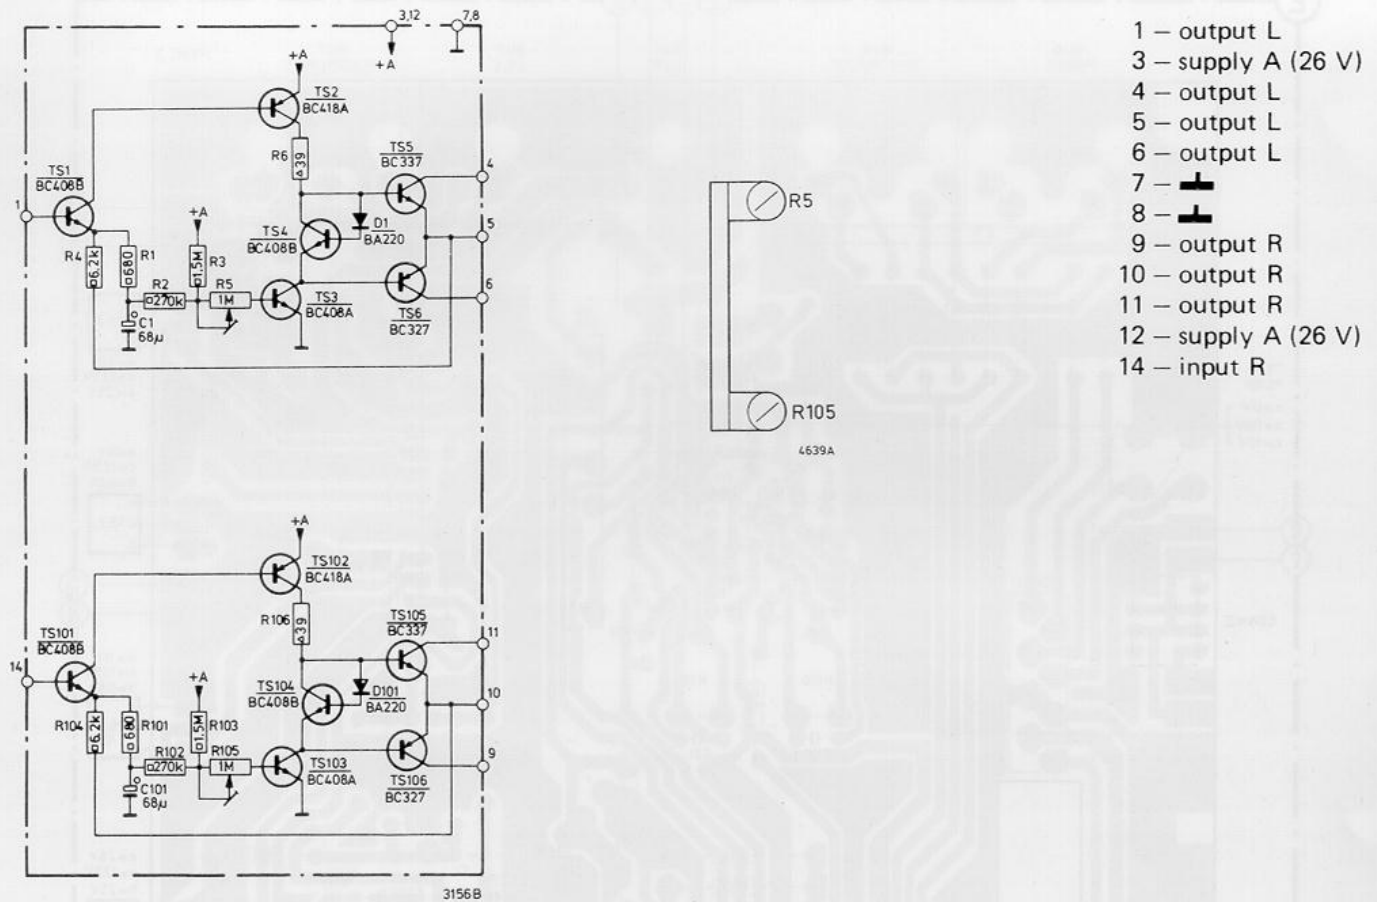 3,12
7,8
+A
+A
TS2
BC418A
R6
39
TS5
BC337
4
TS1
BC408B
1
+A
TS4
BC408B
D1
BA220
5
R4
6,2k
R1
680
R2
270k
R3
1,5M
R5
1M
TS3
BC408A
TS6
BC327
6
C1
68µ
+A
TS102
BC418A
R106
39
TS105
BC337
11
TS101
BC408B
14
+A
TS104
BC408B
D101
BA220
10
R104
6,2k
R101
680
R102
270k
R103
1,5M
R105
1M
TS103
BC408A
TS106
BC327
9
C101
68µ
3156B
R5
R105
4639A
1 – output L
3 – supply A (26 V)
4 – output L
5 – output L
6 – output L
7 –
8 –
9 – output R
10 – output R
11 – output R
12 – supply A (26 V)
14 – input R